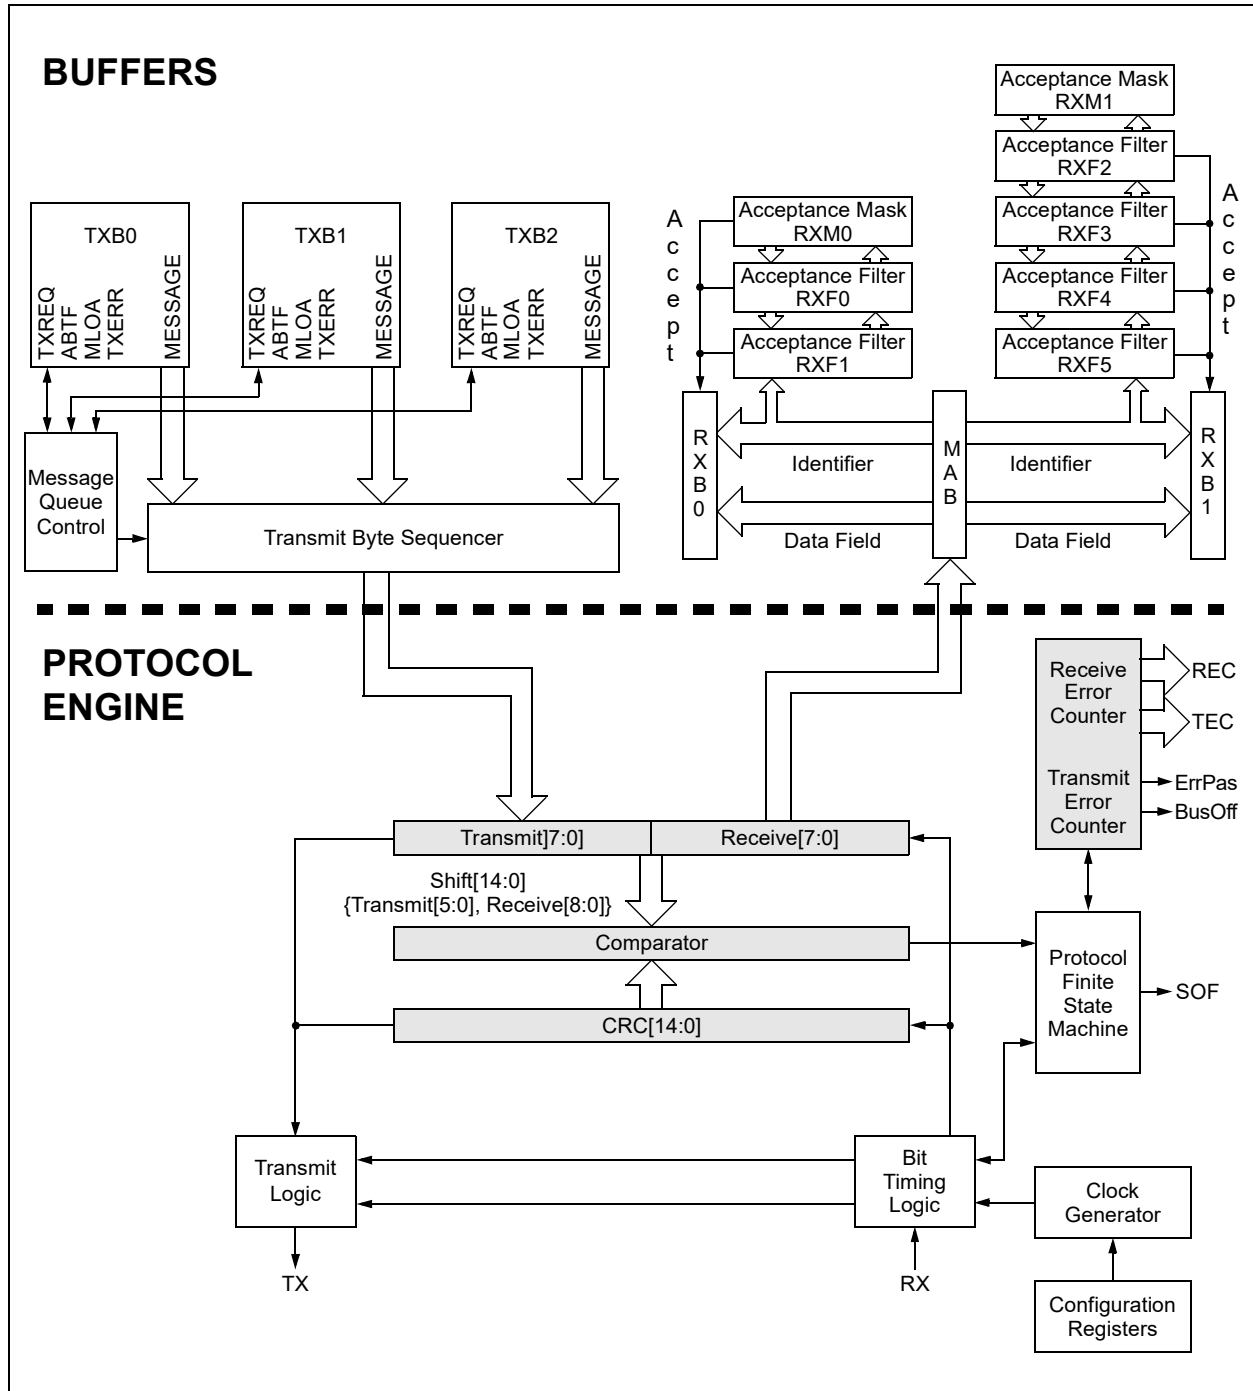 BUFFERS
Acceptance Mask
RXM1
Acceptance Filter
RXF2
Acceptance Filter
RXF3
Acceptance Filter
RXF4
Acceptance Filter
RXF5
Accept
Acceptance Mask
RXM0
Acceptance Filter
RXF0
Acceptance Filter
RXF1
Accept
TXB0
TXREQ
ABTF
MLOA
TXERR
MESSAGE
TXB1
TXREQ
ABTF
MLOA
TXERR
MESSAGE
TXB2
TXREQ
ABTF
MLOA
TXERR
MESSAGE
Message
Queue
Control
Transmit Byte Sequencer
RXB0
Identifier
Data Field
MAB
Identifier
Data Field
RXB1
PROTOCOL
ENGINE
Receive
Error
Counter
REC
TEC
Transmit
Error
Counter
ErrPas
BusOff
Transmit]7:0]
Receive[7:0]
Shift[14:0]
{Transmit[5:0], Receive[8:0]}
Comparator
CRC[14:0]
Protocol
Finite
State
Machine
SOF
Transmit
Logic
Bit
Timing
Logic
Clock
Generator
TX
RX
Configuration
Registers